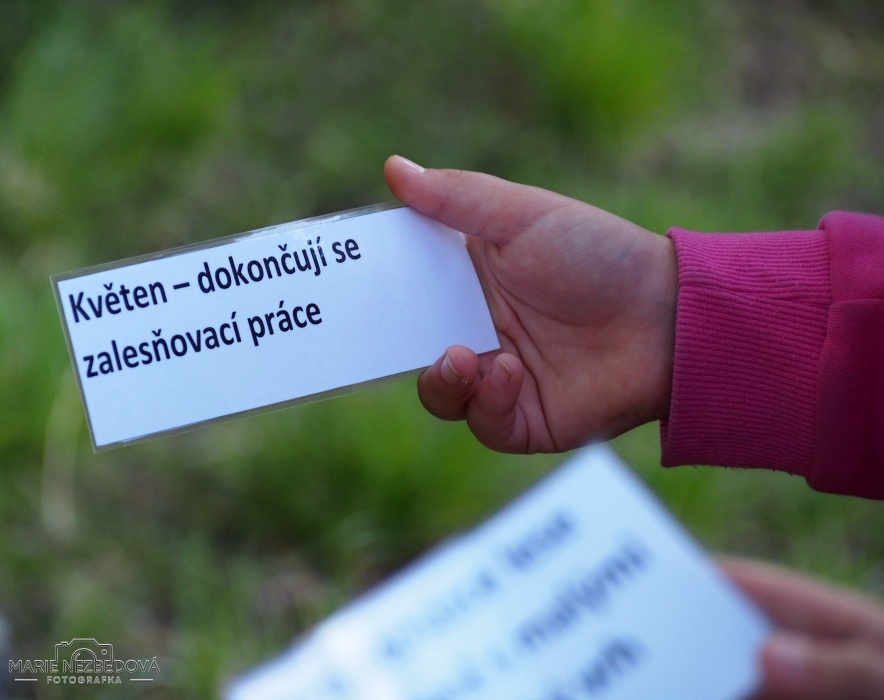 Květen – dokončují se
zalesňovací práce
MARIE NEZBEDOVÁ
FOTOGRAFKA